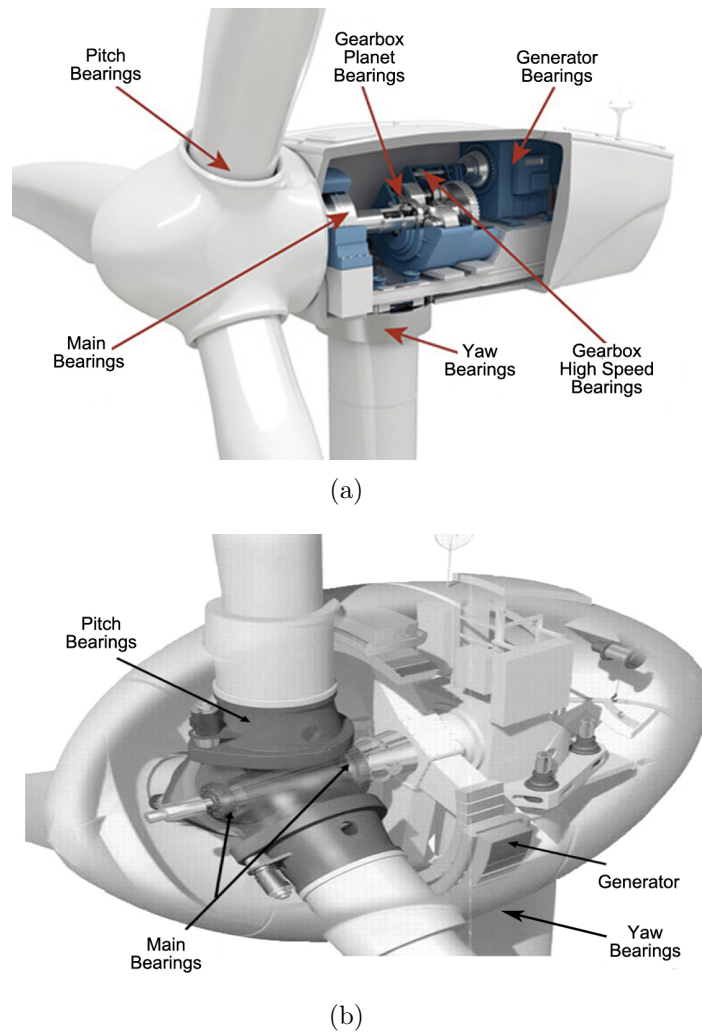 Pitch
Bearings
Gearbox
Planet
Bearings
Generator
Bearings
Main
Bearings
Yaw
Bearings
Gearbox
High Speed
Bearings
(a)
Pitch
Bearings
Generator
Main
Bearings
Yaw
Bearings
(b)